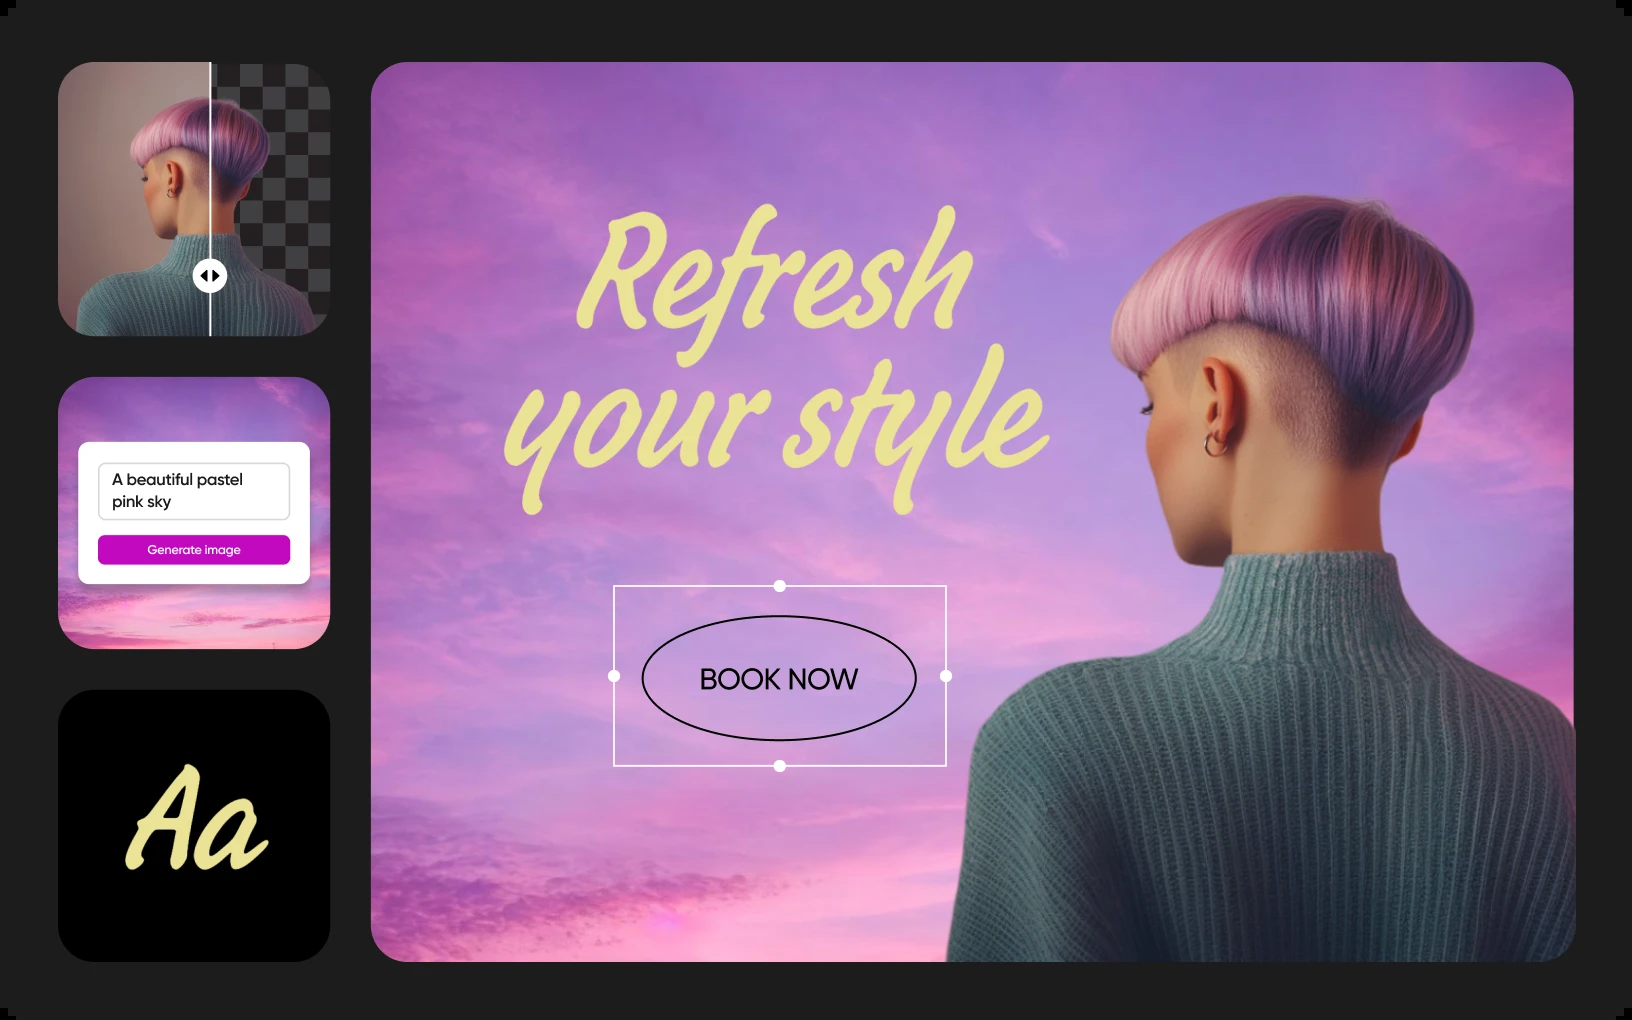 A beautiful pastel
pink sky
Generate image
Aa
Refresh
your style
BOOK NOW